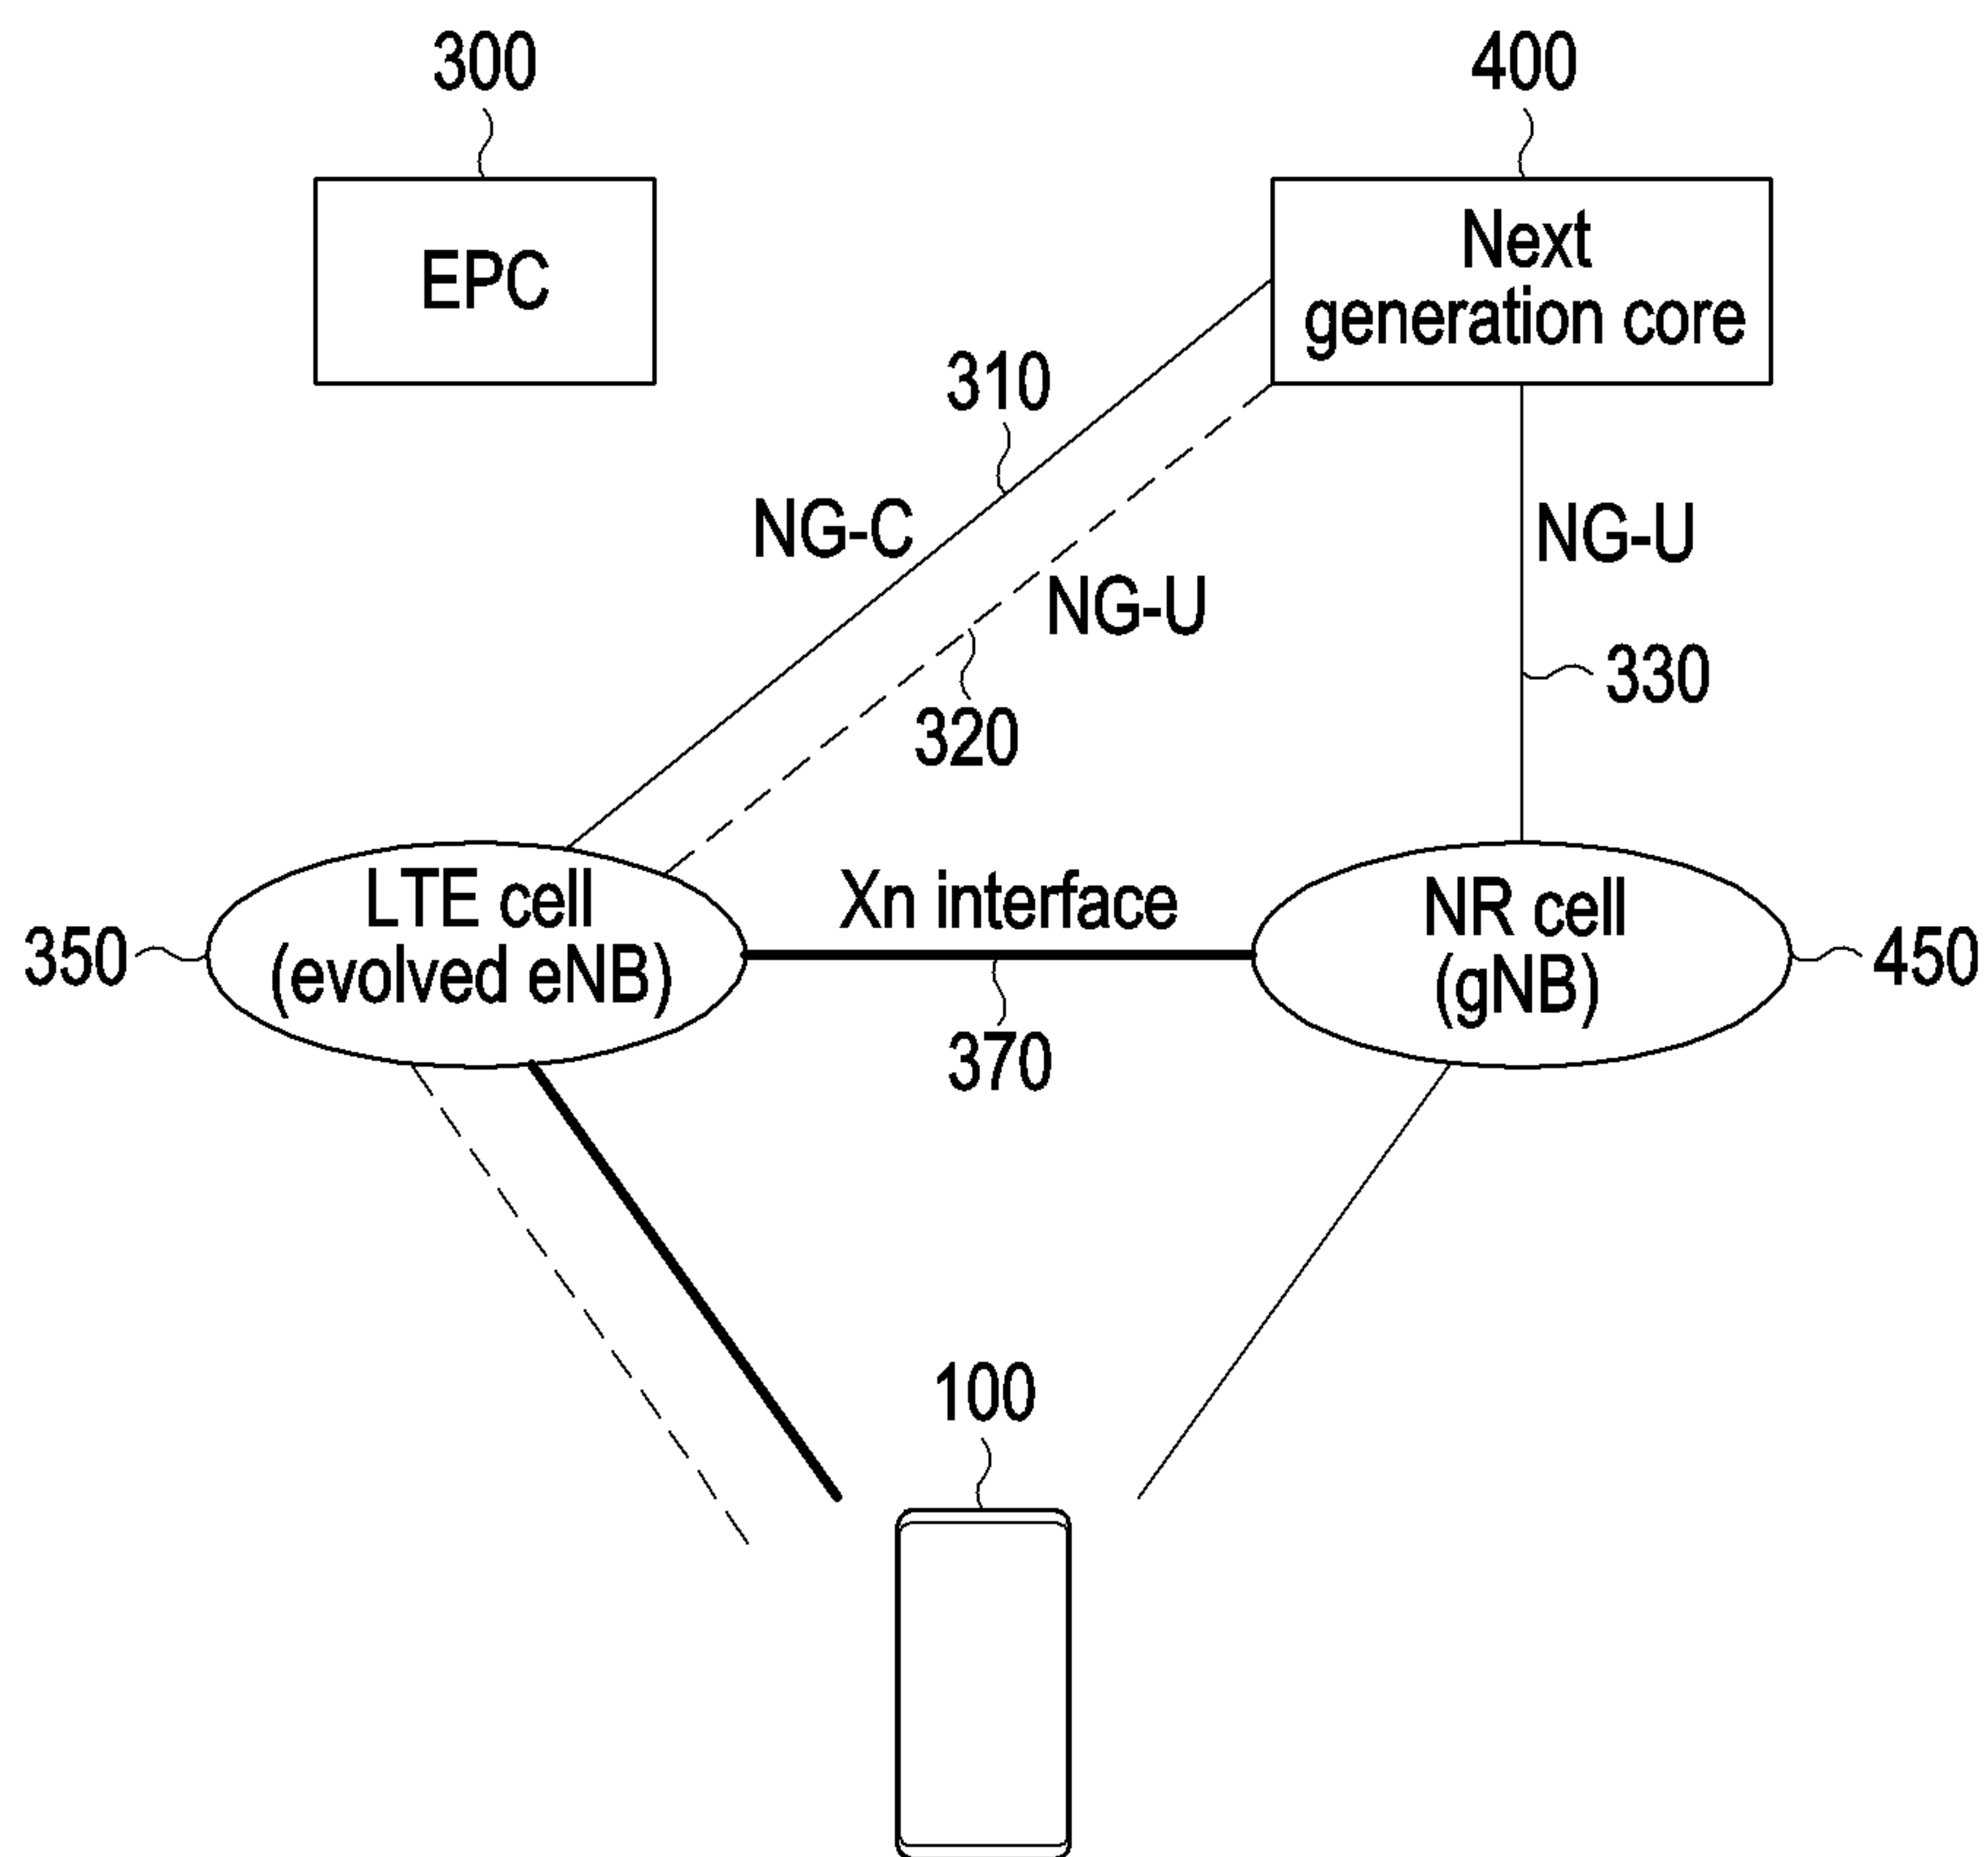 300
400
EPC
Next
generation core
310
NG-C
NG-U
NG-U
320
330
LTE cell
(evolved eNB)
350
Xn interface
370
NR cell
(gNB)
450
100